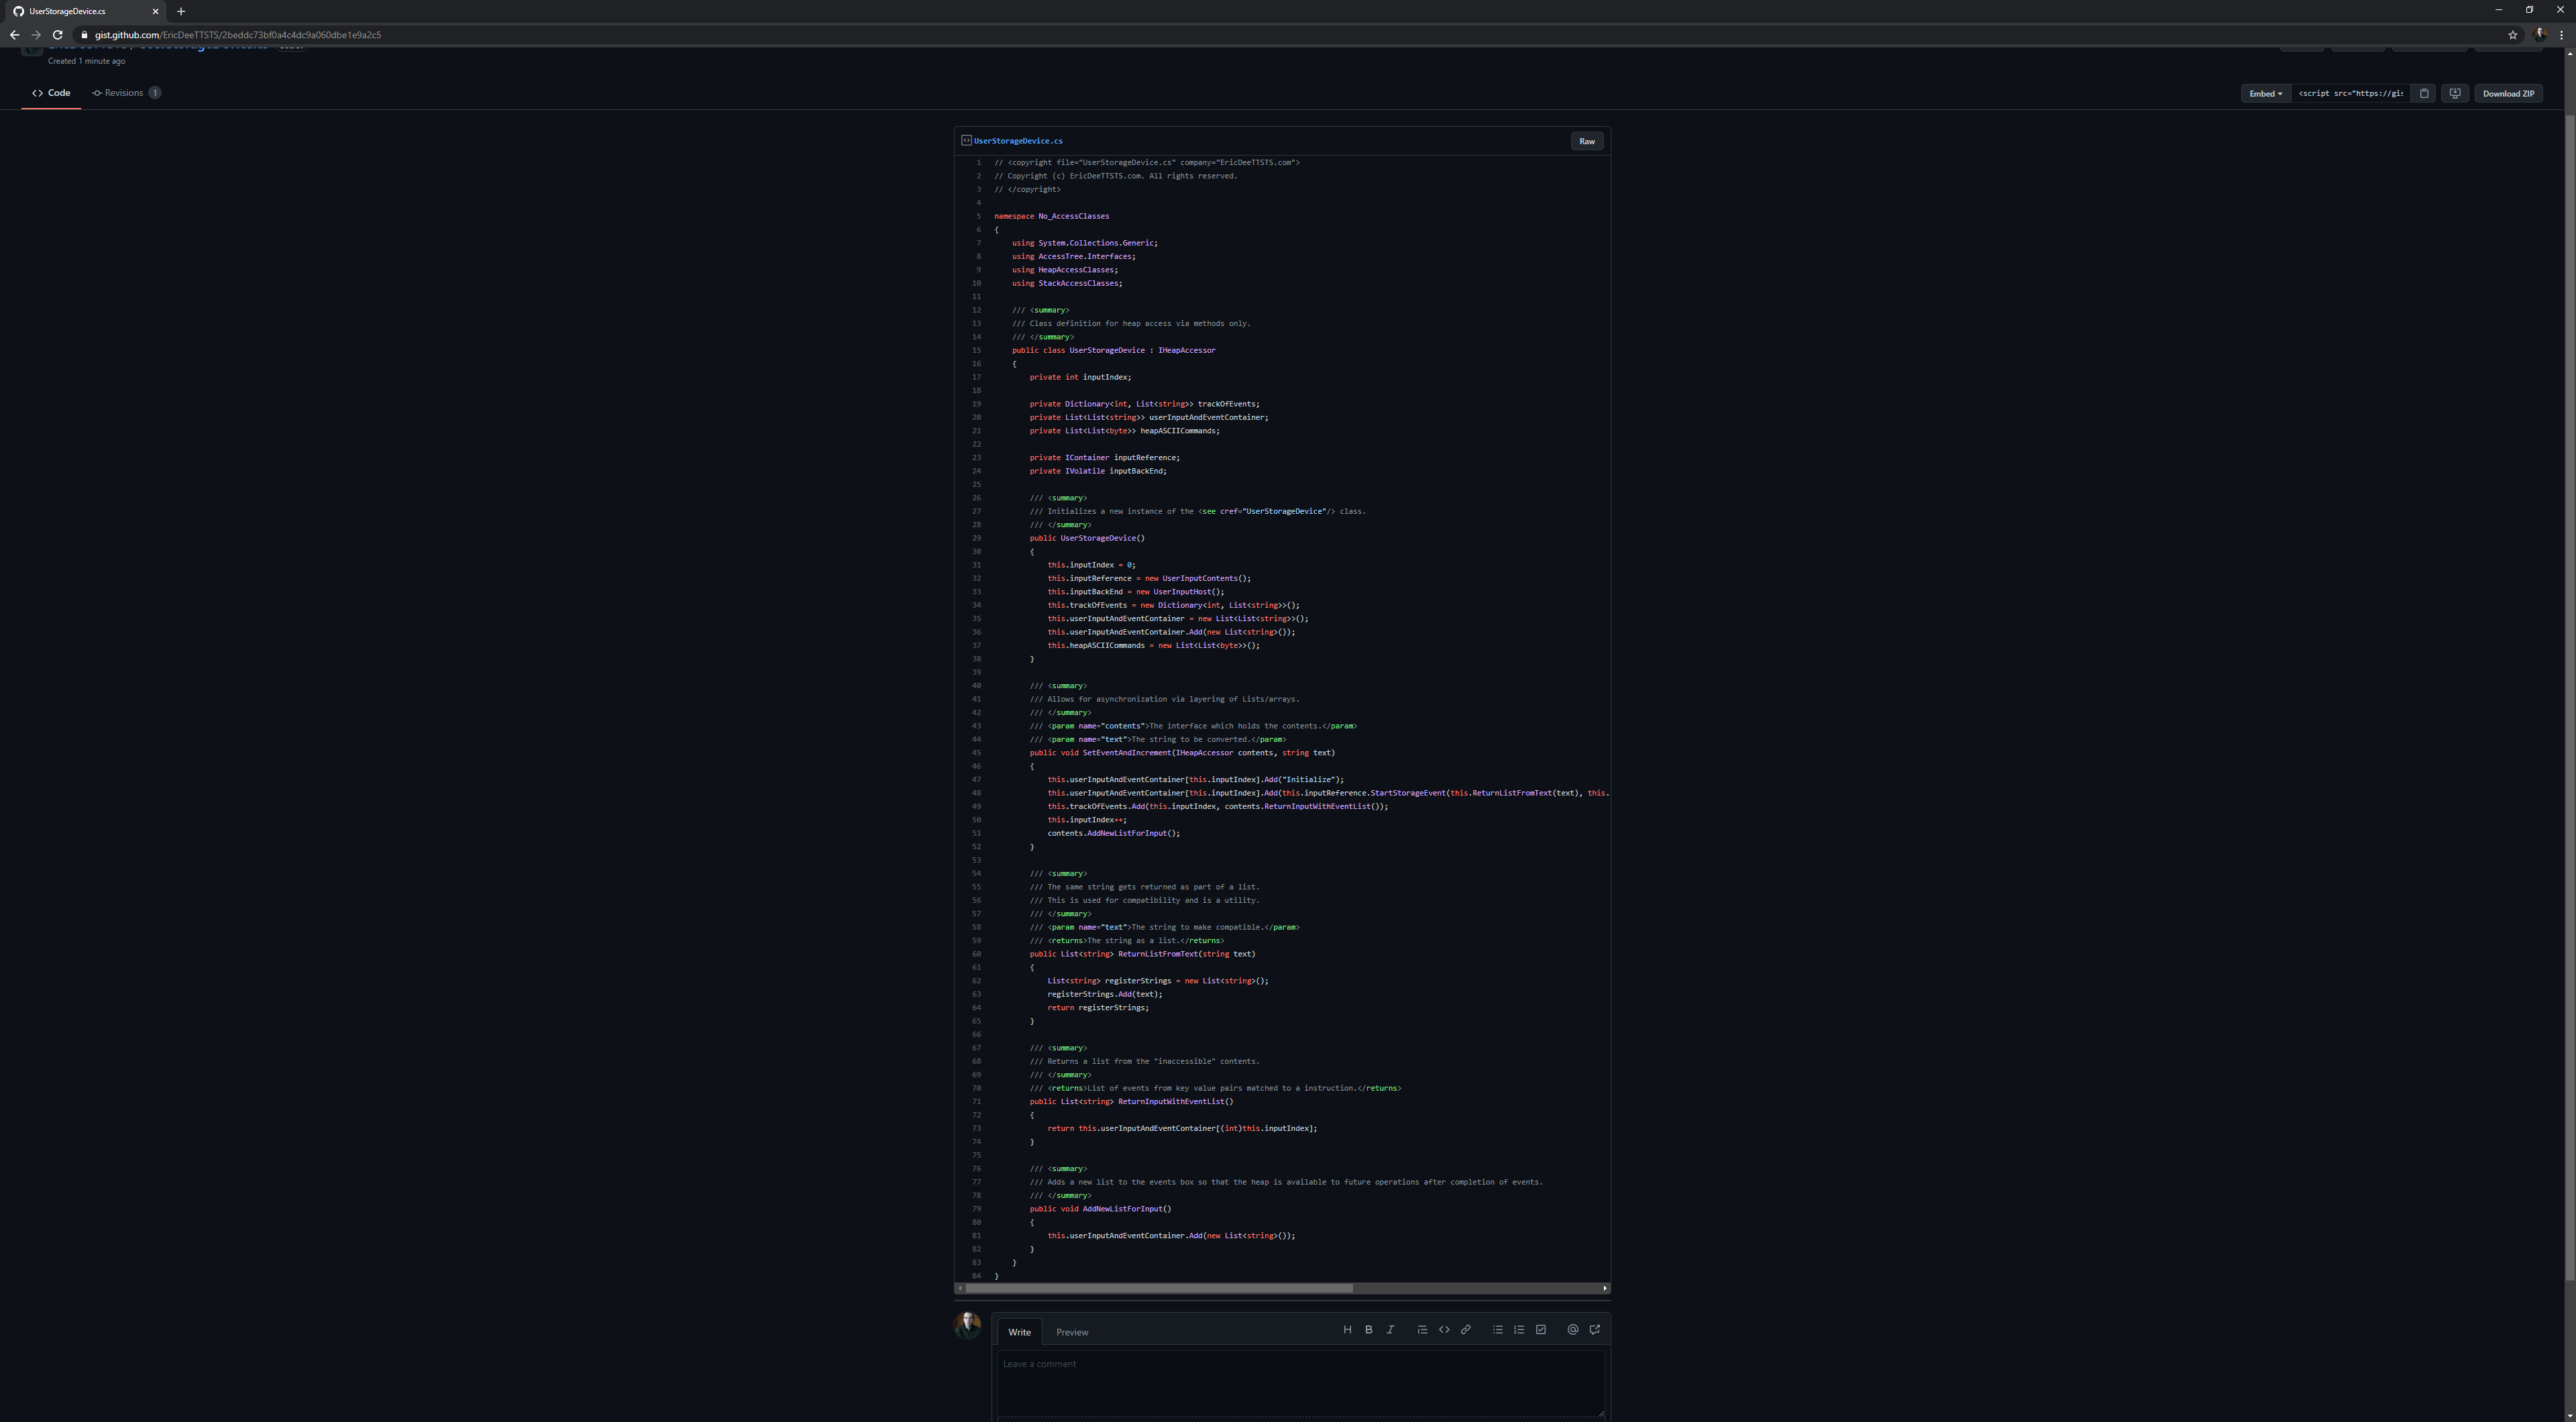 UserStorageDevice.cs
gist.github.com/EricDeeTTSTS/2beddc73bf0a4c4dc9a060dbe1e9a2c5
Created 1 minute ago
Code Revisions 1
Embed <script src="https://gis Download ZIP
UserStorageDevice.cs Raw
1 // <copyright file="UserStorageDevice.cs" company="EricDeeTTSTS.com">
2 // Copyright (c) EricDeeTTSTS.com. All rights reserved.
3 // </copyright>
4
5 namespace No_AccessClasses
6 {
7 using System.Collections.Generic;
8 using AccessTree.Interfaces;
9 using HeapAccessClasses;
10 using StackAccessClasses;
11
12 /// <summary>
13 /// Class definition for heap access via methods only.
14 /// </summary>
15 public class UserStorageDevice : IHeapAccessor
16 {
17 private int inputIndex;
18
19 private Dictionary<int, List<string>> trackOfEvents;
20 private List<List<string>> userInputAndEventContainer;
21 private List<List<byte>> heapASCIICommands;
22
23 private IContainer inputReference;
24 private IVolatile inputBackEnd;
25
26 /// <summary>
27 /// Initializes a new instance of the <see cref="UserStorageDevice"/> class.
28 /// </summary>
29 public UserStorageDevice()
30 {
31 this.inputIndex = 0;
32 this.inputReference = new UserInputContents();
33 this.inputBackEnd = new UserInputHost();
34 this.trackOfEvents = new Dictionary<int, List<string>>();
35 this.userInputAndEventContainer = new List<List<string>>();
36 this.userInputAndEventContainer.Add(new List<string>());
37 this.heapASCIICommands = new List<List<byte>>();
38 }
39
40 /// <summary>
41 /// Allows for asynchronization via layering of Lists/arrays.
42 /// </summary>
43 /// <param name="contents">The interface which holds the contents.</param>
44 /// <param name="text">The string to be converted.</param>
45 public void SetEventAndIncrement(IHeapAccessor contents, string text)
46 {
47 this.userInputAndEventContainer[this.inputIndex].Add("Initialize");
48 this.userInputAndEventContainer[this.inputIndex].Add(this.inputReference.StartStorageEvent(this.ReturnListFromText(text), this.
49 this.trackOfEvents.Add(this.inputIndex, contents.ReturnInputWithEventList());
50 this.inputIndex++;
51 contents.AddNewListForInput();
52 }
53
54 /// <summary>
55 /// The same string gets returned as part of a list.
56 /// This is used for compatibility and is a utility.
57 /// </summary>
58 /// <param name="text">The string to make compatible.</param>
59 /// <returns>The string as a list.</returns>
60 public List<string> ReturnListFromText(string text)
61 {
62 List<string> registerStrings = new List<string>();
63 registerStrings.Add(text);
64 return registerStrings;
65 }
66
67 /// <summary>
68 /// Returns a list from the "inaccessible" contents.
69 /// </summary>
70 /// <returns>List of events from key value pairs matched to a instruction.</returns>
71 public List<string> ReturnInputWithEventList()
72 {
73 return this.userInputAndEventContainer[(int)this.inputIndex];
74 }
75
76 /// <summary>
77 /// Adds a new list to the events box so that the heap is available to future operations after completion of events.
78 /// </summary>
79 public void AddNewListForInput()
80 {
81 this.userInputAndEventContainer.Add(new List<string>());
82 }
83 }
84 }
Write Preview
Leave a comment